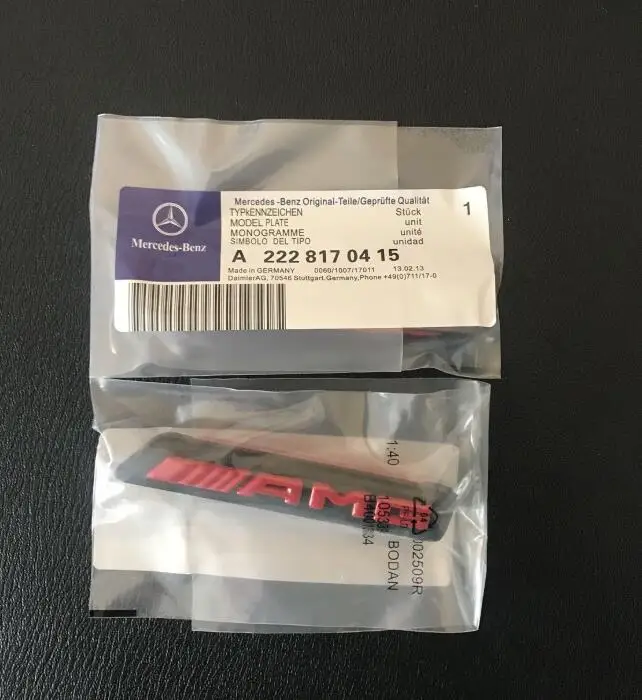 Mercedes-Benz
Mercedes -Benz Original-Teile/Geprüfte Qualität
TYPKENNZEICHEN Stück 1
MODEL PLATE unit
MONOGRAMME unité
SIMBOLO DEL TIPO unidad
A 222 817 04 15
Made in GERMANY 0060/1007/17011 13.02.13
DaimlerAG, 70546 Stuttgart,Germany,Phone +49(0)711/17-0
AMG
1:40
BODAN
002509R